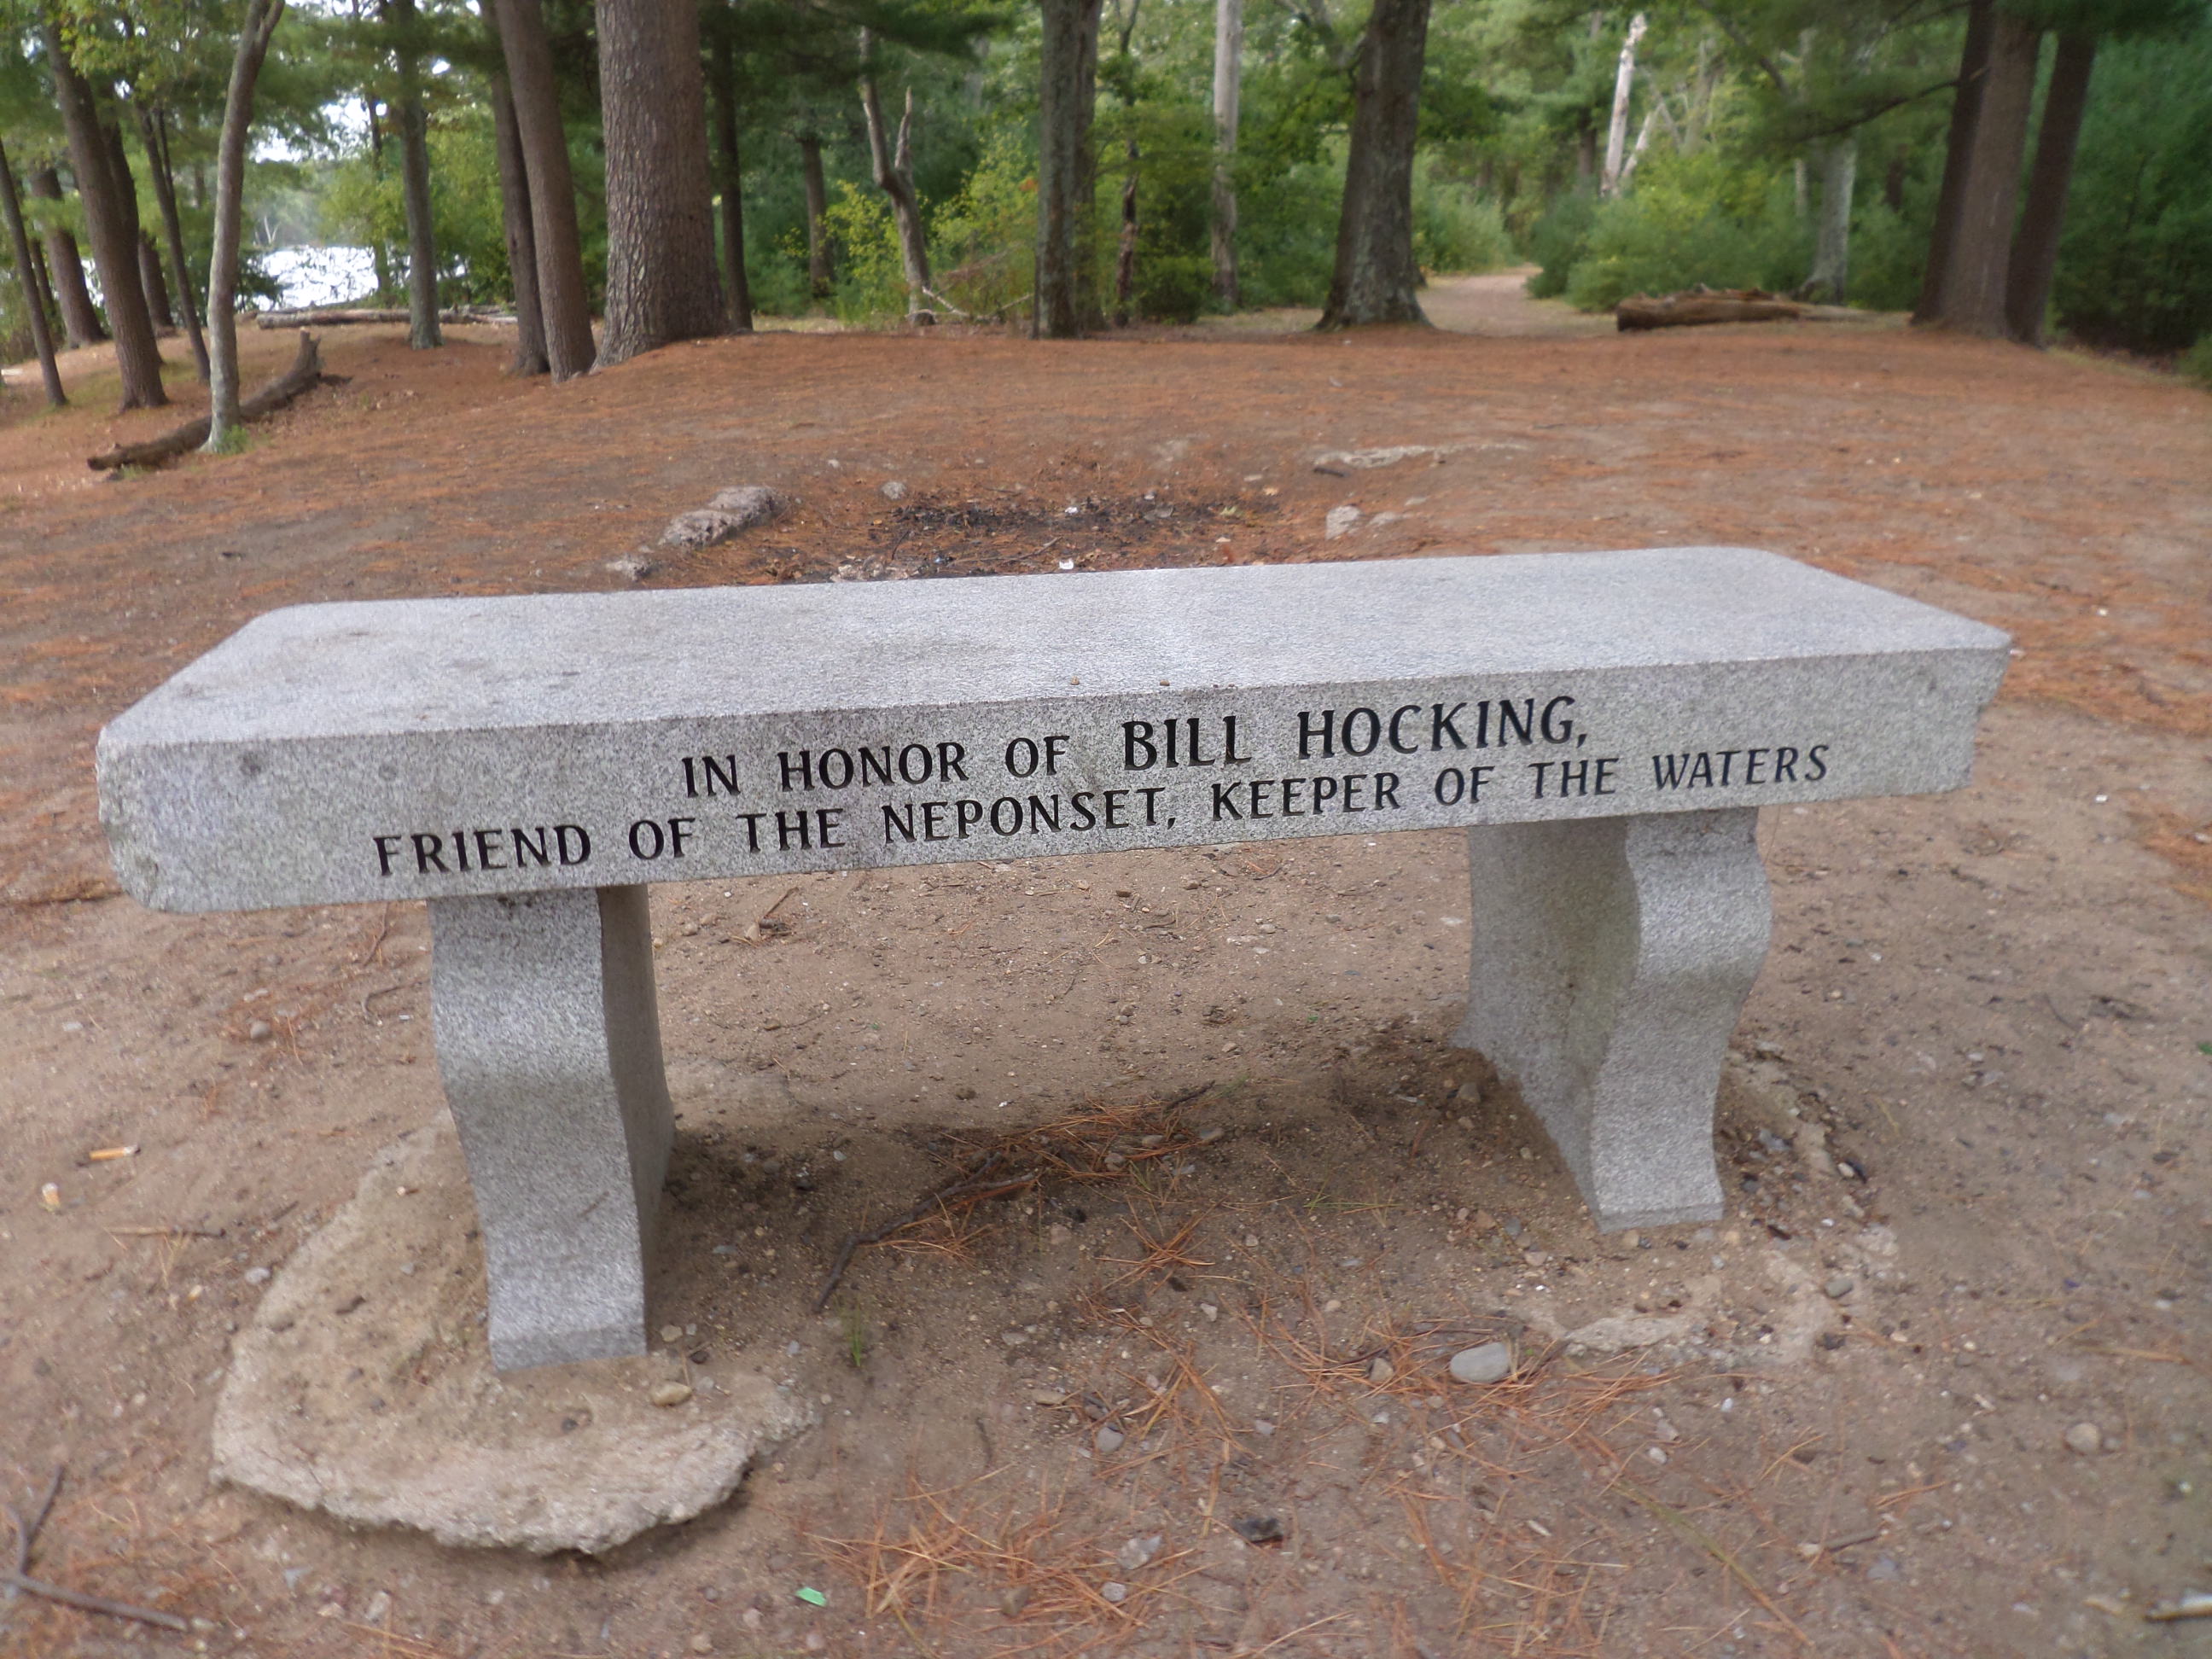 IN HONOR OF BILL HOCKING,
FRIEND OF THE NEPONSET, KEEPER OF THE WATERS